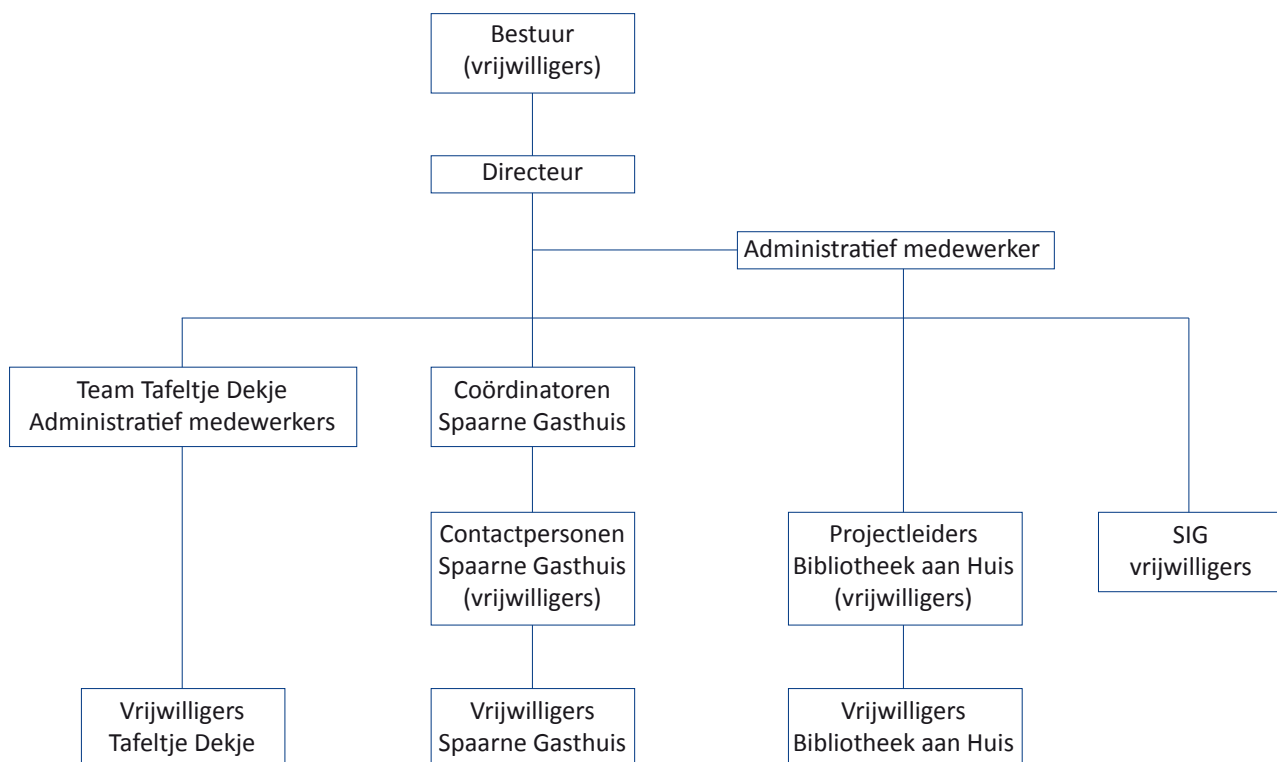 Bestuur
(vrijwilligers)
Directeur
Administratief medewerker
Team Tafeltje Dekje
Administratief medewerkers
Coördinatoren
Spaarne Gasthuis
Contactpersonen
Spaarne Gasthuis
(vrijwilligers)
Projectleiders
Bibliotheek aan Huis
(vrijwilligers)
SIG
vrijwilligers
Vrijwilligers
Tafeltje Dekje
Vrijwilligers
Spaarne Gasthuis
Vrijwilligers
Bibliotheek aan Huis